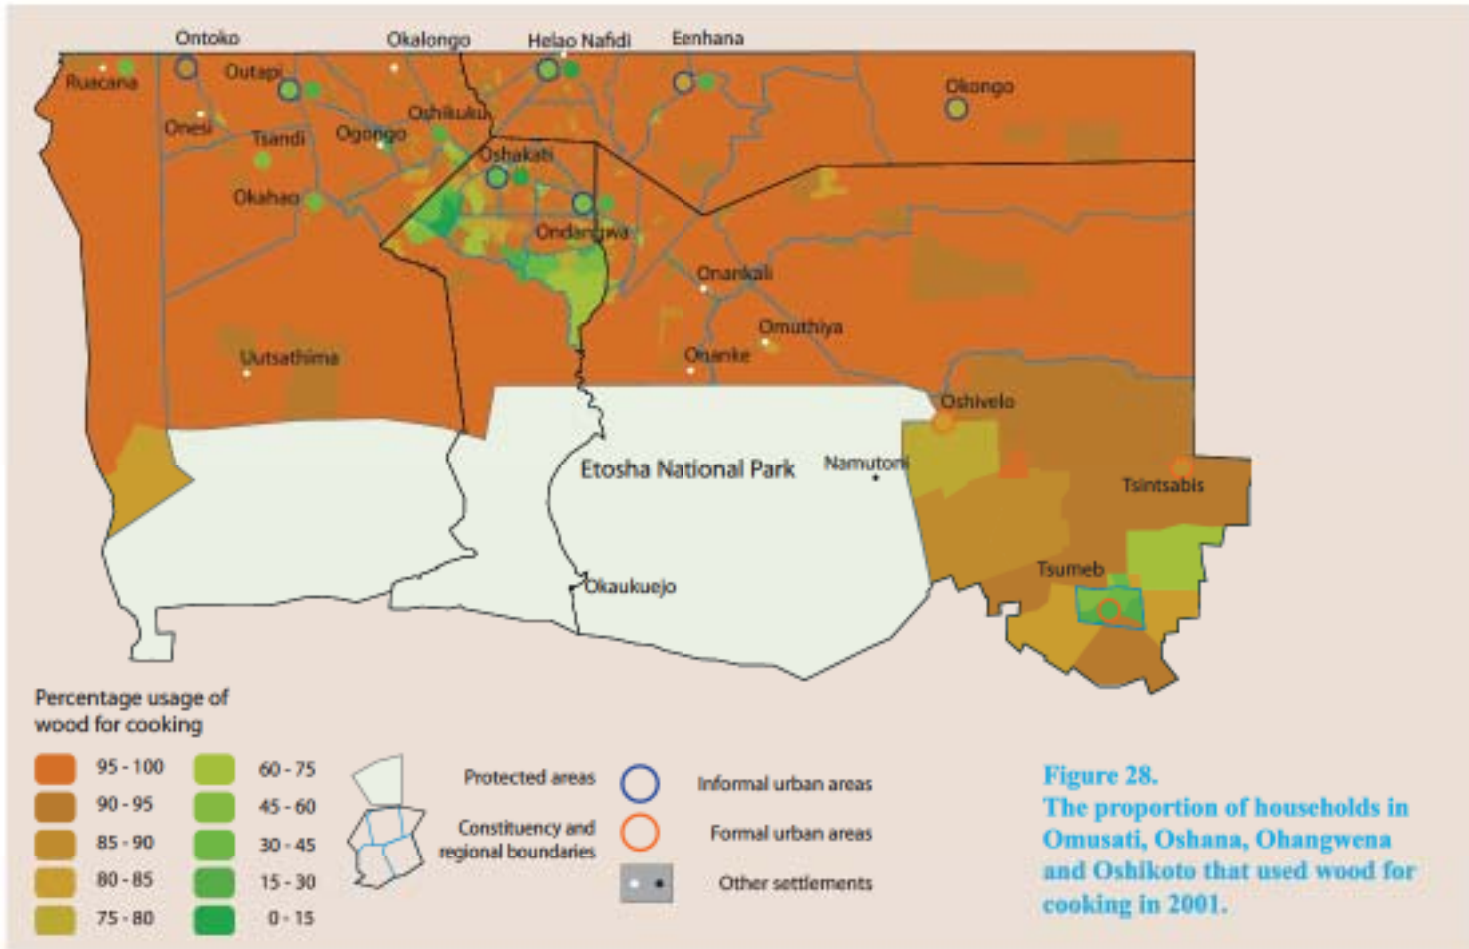 Ontoko
Okalongo
Helao Nafidi
Eenhana
Ruacana
Outapi
Okongo
Onesi
Oshikuku
Tsandi
Ogongo
Oshakati
Okahao
Ondangwa
Onankali
Omuthiya
Uutsathima
Onanke
Oshivelo
Etosha National Park
Namutoni
Tsintsabis
Tsumeb
Okaukuejo
Percentage usage of
wood for cooking
95 - 100
90 - 95
85 - 90
80 - 85
75 - 80
60 - 75
45 - 60
30 - 45
15 - 30
0 - 15
Protected areas
Constituency and
regional boundaries
Informal urban areas
Formal urban areas
Other settlements
Figure 28.
The proportion of households in
Omusati, Oshana, Ohangwena
and Oshikoto that used wood for
cooking in 2001.